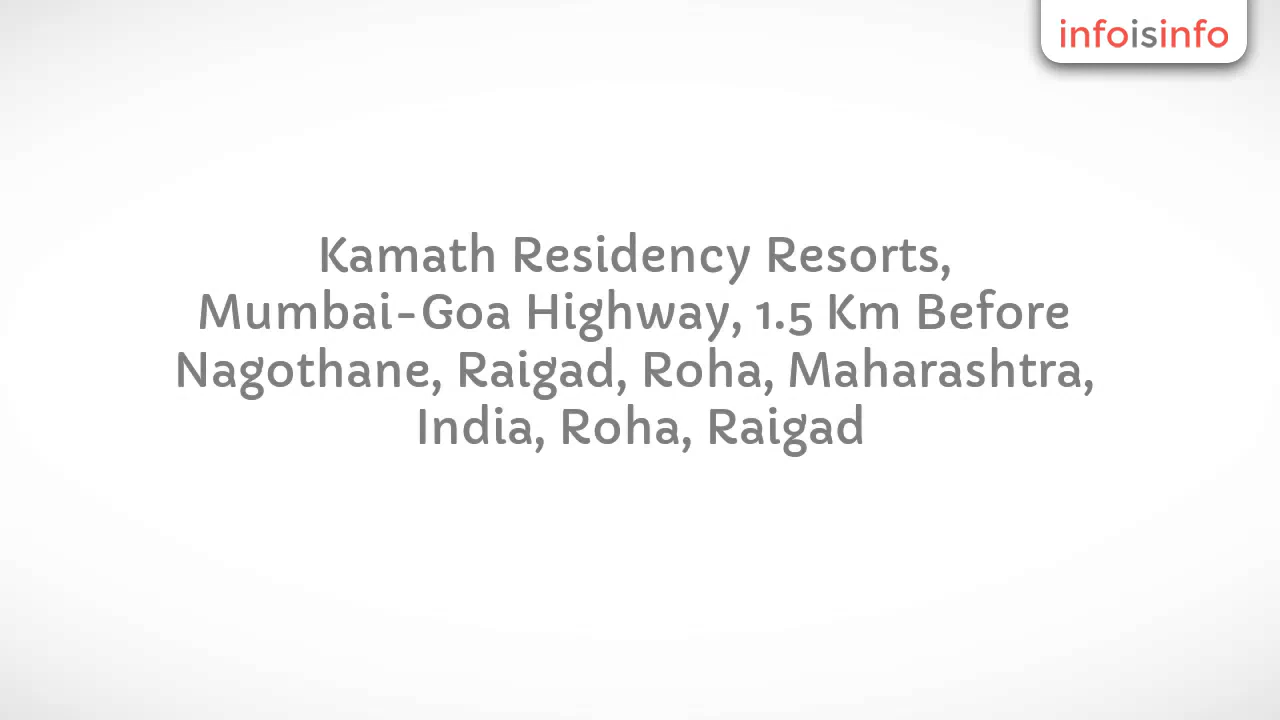 infoisinfo
Kamath Residency Resorts,
Mumbai-Goa Highway, 1.5 Km Before
Nagothane, Raigad, Roha, Maharashtra,
India, Roha, Raigad